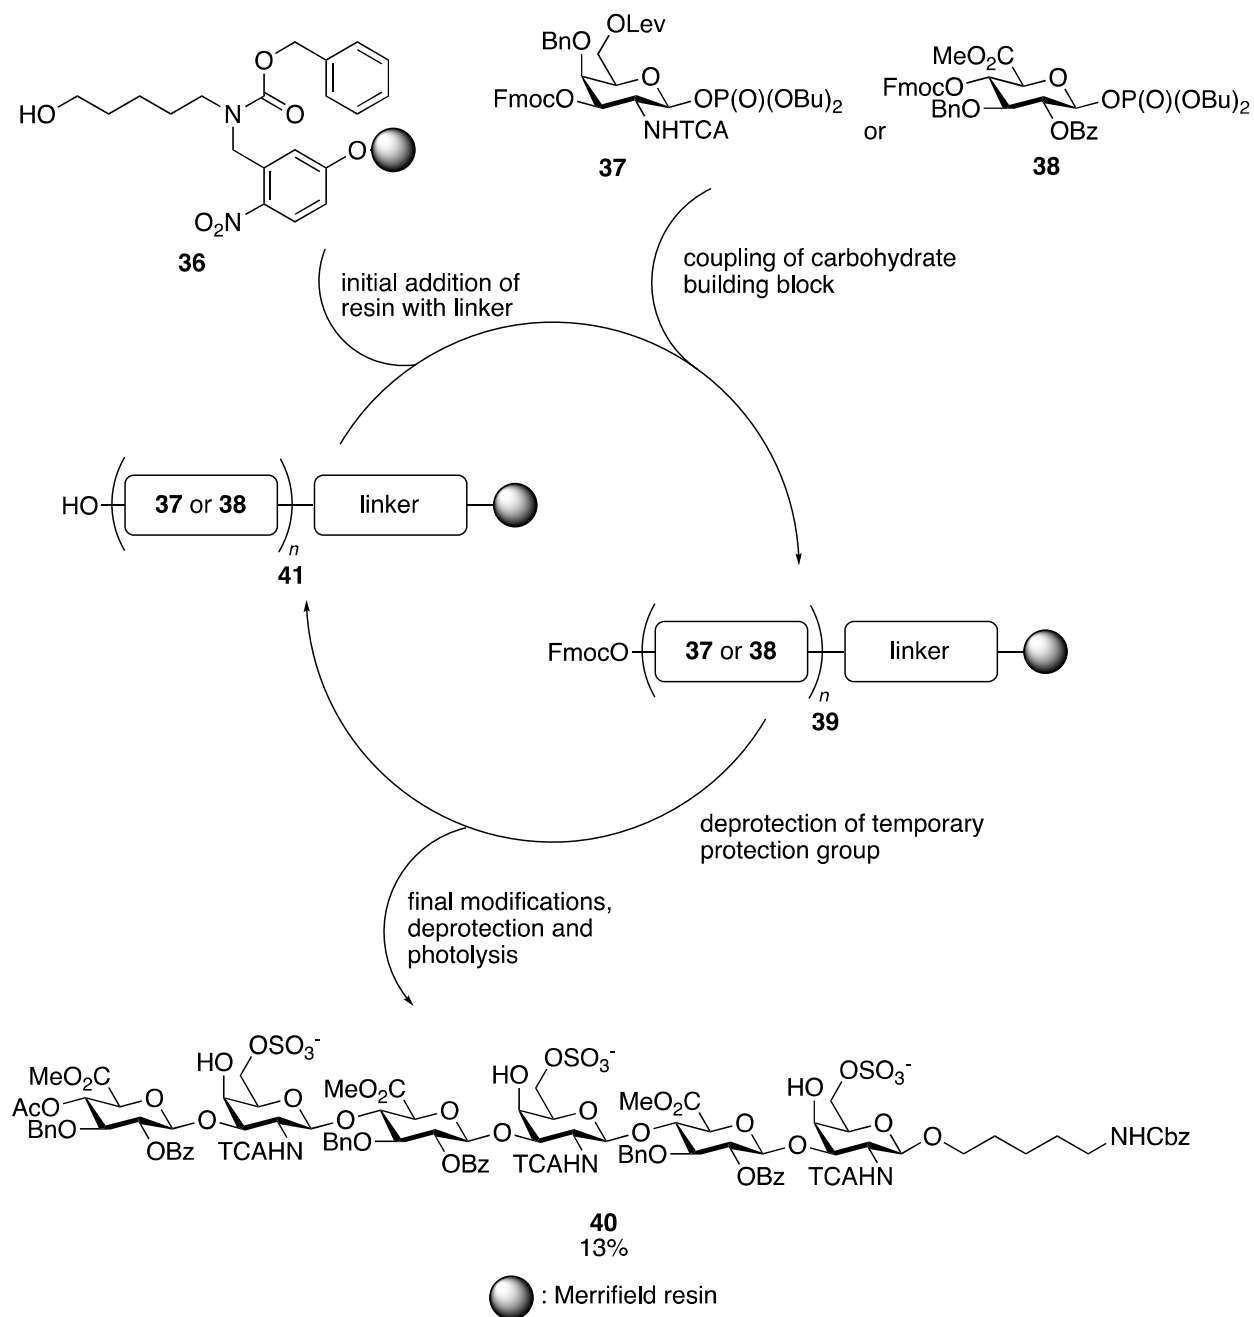 HO
N
O
O
O
O₂N
36
OLev
BnO
O
FmocO
OP(O)(OBu)₂
NHTCA
37
or
MeO₂C
O
FmocO
OP(O)(OBu)₂
BnO
OBz
38
initial addition of
resin with linker
coupling of carbohydrate
building block
HO
37 or 38
linker
n
41
FmocO
37 or 38
linker
n
39
deprotection of temporary
protection group
final modifications,
deprotection and
photolysis
MeO₂C
O
AcO
BnO
OBz
O
HO
OSO₃⁻
O
TCAHN
O
MeO₂C
O
BnO
OBz
O
HO
OSO₃⁻
O
TCAHN
O
MeO₂C
O
BnO
OBz
O
HO
OSO₃⁻
O
TCAHN
O
NHCbz
40
13%
: Merrifield resin